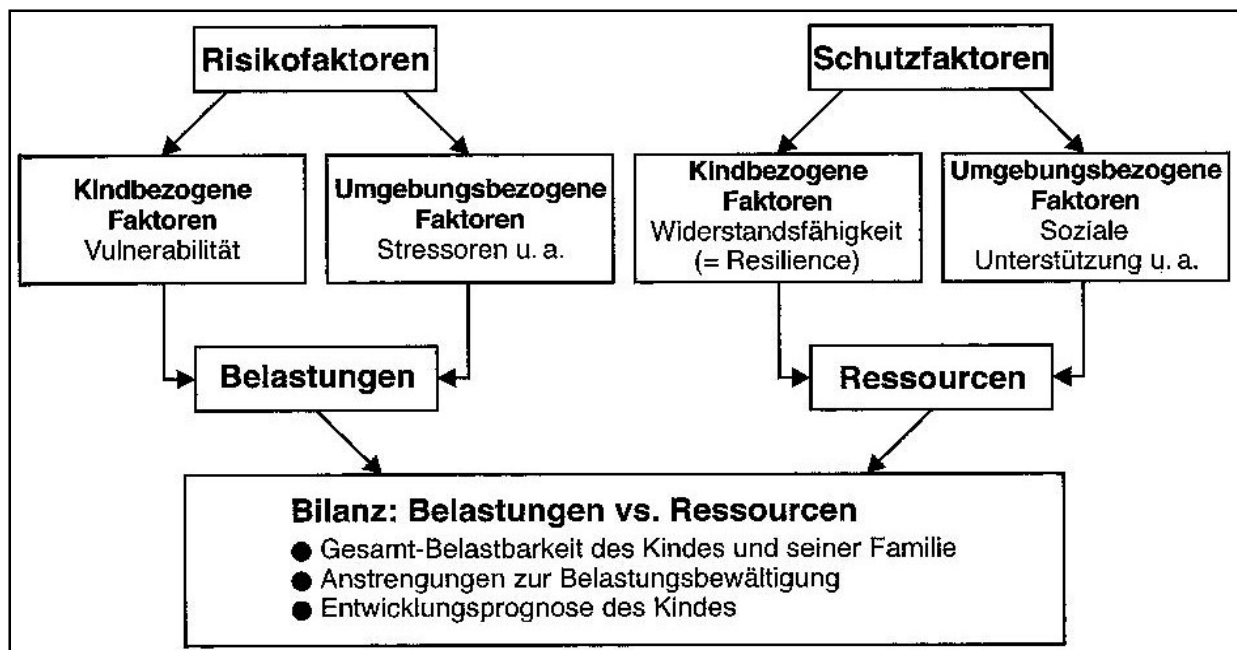 Risikofaktoren
Schutzfaktoren
Kindbezogene
Faktoren
Vulnerabilität
Umgebungsbezogene
Faktoren
Stressoren u. a.
Kindbezogene
Faktoren
Widerstandsfähigkeit
(= Resilience)
Umgebungsbezogene
Faktoren
Soziale
Unterstützung u. a.
Belastungen
Ressourcen
Bilanz: Belastungen vs. Ressourcen
● Gesamt-Belastbarkeit des Kindes und seiner Familie
● Anstrengungen zur Belastungsbewältigung
● Entwicklungsprognose des Kindes